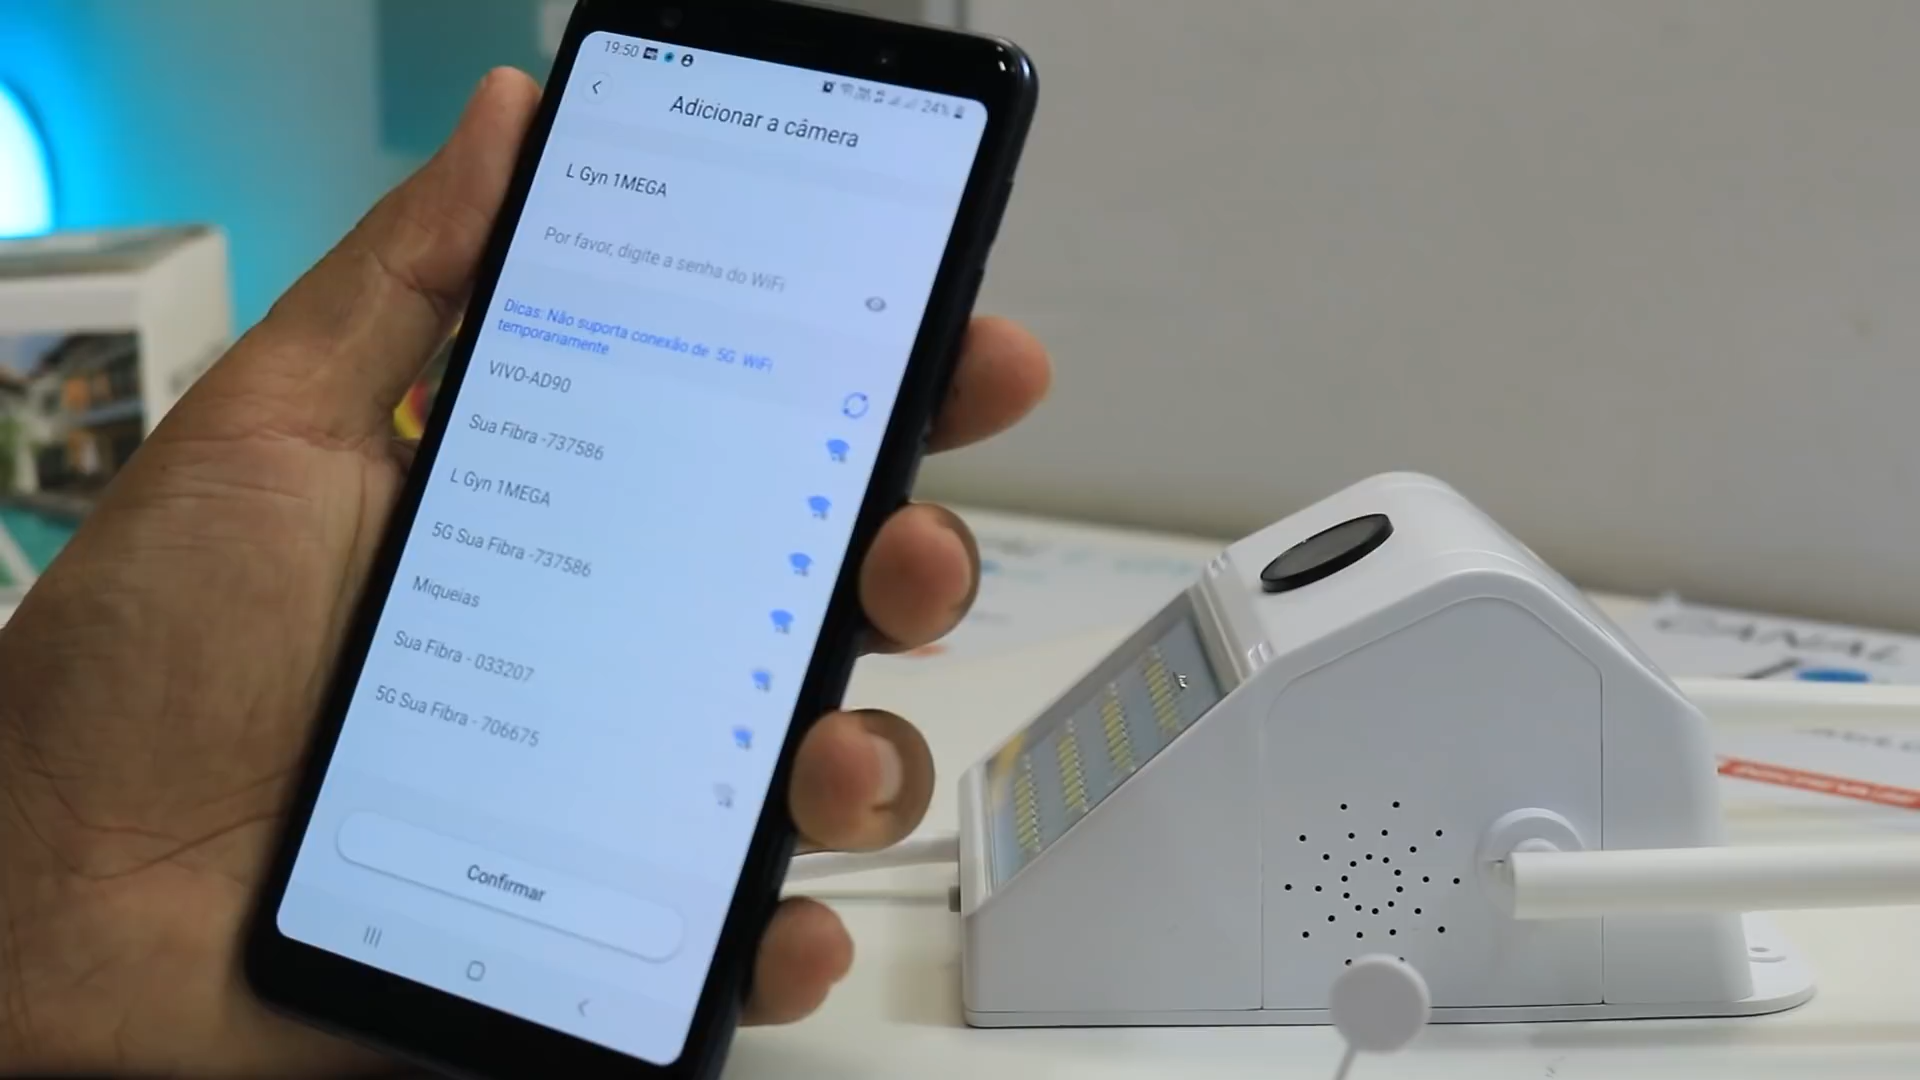 19:50
24%
Adicionar a câmera
L Gyn 1MEGA
Por favor, digite a senha do WiFi
Dicas: Não suporta conexão de 5G WiFi
temporariamente
VIVO-AD90
Sua Fibra -737586
L Gyn 1MEGA
5G Sua Fibra -737586
Miqueias
Sua Fibra - 033207
5G Sua Fibra - 706675
Confirmar
CANAL